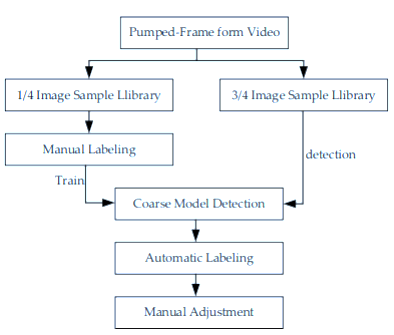 Pumped-Frame form Video
1/4 Image Sample Llibrary
3/4 Image Sample Llibrary
Manual Labeling
detection
Train
Coarse Model Detection
Automatic Labeling
Manual Adjustment